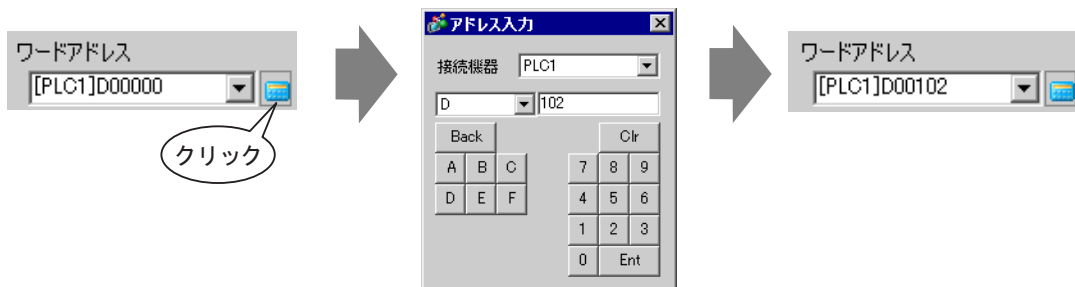 ワードアドレス
[PLC1]D00000
クリック
アドレス入力
接続機器 PLC1
D 102
Back Clr
A B C 7 8 9
D E F 4 5 6
1 2 3
0 Ent
ワードアドレス
[PLC1]D00102